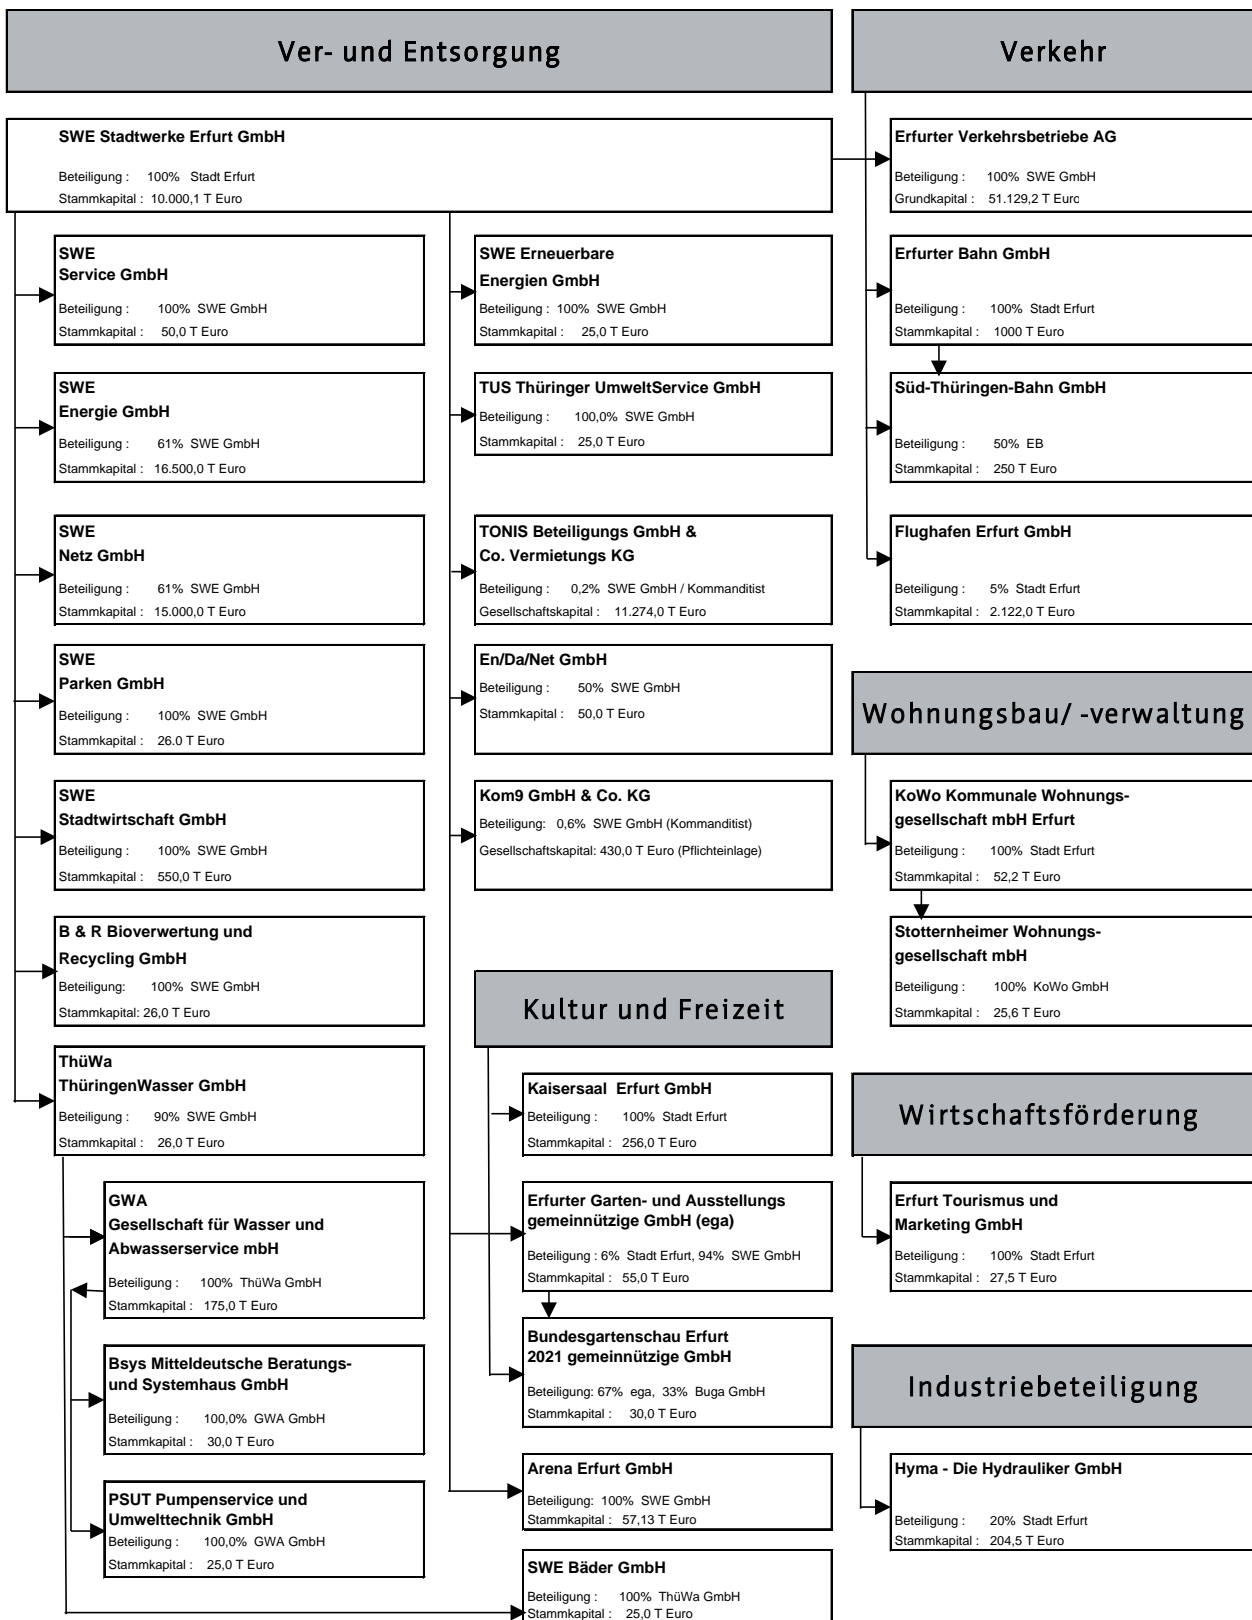 Ver- und Entsorgung
SWE Stadtwerke Erfurt GmbH
Beteiligung : 100% Stadt Erfurt
Stammkapital : 10.000,1 T Euro
SWE
Service GmbH
Beteiligung : 100% SWE GmbH
Stammkapital : 50,0 T Euro
SWE
Energie GmbH
Beteiligung : 61% SWE GmbH
Stammkapital : 16.500,0 T Euro
SWE
Netz GmbH
Beteiligung : 61% SWE GmbH
Stammkapital : 15.000,0 T Euro
SWE
Parken GmbH
Beteiligung : 100% SWE GmbH
Stammkapital : 26.0 T Euro
SWE
Stadtwirtschaft GmbH
Beteiligung : 100% SWE GmbH
Stammkapital : 550,0 T Euro
B & R Bioverwertung und
Recycling GmbH
Beteiligung: 100% SWE GmbH
Stammkapital: 26,0 T Euro
ThüWa
ThüringenWasser GmbH
Beteiligung : 90% SWE GmbH
Stammkapital : 26,0 T Euro
GWA
Gesellschaft für Wasser und
Abwasserservice mbH
Beteiligung : 100% ThüWa GmbH
Stammkapital : 175,0 T Euro
Bsys Mitteldeutsche Beratungs-
und Systemhaus GmbH
Beteiligung : 100,0% GWA GmbH
Stammkapital : 30,0 T Euro
PSUT Pumpenservice und
Umwelttechnik GmbH
Beteiligung : 100,0% GWA GmbH
Stammkapital : 25,0 T Euro
SWE Erneuerbare
Energien GmbH
Beteiligung : 100% SWE GmbH
Stammkapital : 25,0 T Euro
TUS Thüringer UmweltService GmbH
Beteiligung : 100,0% SWE GmbH
Stammkapital : 25,0 T Euro
TONIS Beteiligungs GmbH &
Co. Vermietungs KG
Beteiligung : 0,2% SWE GmbH / Kommanditist
Gesellschaftskapital : 11.274,0 T Euro
En/Da/Net GmbH
Beteiligung : 50% SWE GmbH
Stammkapital : 50,0 T Euro
Kom9 GmbH & Co. KG
Beteiligung: 0,6% SWE GmbH (Kommanditist)
Gesellschaftskapital: 430,0 T Euro (Pflichteinlage)
Kultur und Freizeit
Kaisersaal Erfurt GmbH
Beteiligung : 100% Stadt Erfurt
Stammkapital : 256,0 T Euro
Erfurter Garten- und Ausstellungs
gemeinnützige GmbH (ega)
Beteiligung : 6% Stadt Erfurt, 94% SWE GmbH
Stammkapital : 55,0 T Euro
Bundesgartenschau Erfurt
2021 gemeinnützige GmbH
Beteiligung: 67% ega, 33% Buga GmbH
Stammkapital : 30,0 T Euro
Arena Erfurt GmbH
Beteiligung: 100% SWE GmbH
Stammkapital : 57,13 T Euro
SWE Bäder GmbH
Beteiligung : 100% ThüWa GmbH
Stammkapital : 25,0 T Euro
Verkehr
Erfurter Verkehrsbetriebe AG
Beteiligung : 100% SWE GmbH
Grundkapital : 51.129,2 T Euro
Erfurter Bahn GmbH
Beteiligung : 100% Stadt Erfurt
Stammkapital : 1000 T Euro
Süd-Thüringen-Bahn GmbH
Beteiligung : 50% EB
Stammkapital : 250 T Euro
Flughafen Erfurt GmbH
Beteiligung : 5% Stadt Erfurt
Stammkapital : 2.122,0 T Euro
Wohnungsbau/ -verwaltung
KoWo Kommunale Wohnungs-
gesellschaft mbH Erfurt
Beteiligung : 100% Stadt Erfurt
Stammkapital : 52,2 T Euro
Stotternheimer Wohnungs-
gesellschaft mbH
Beteiligung : 100% KoWo GmbH
Stammkapital : 25,6 T Euro
Wirtschaftsförderung
Erfurt Tourismus und
Marketing GmbH
Beteiligung : 100% Stadt Erfurt
Stammkapital : 27,5 T Euro
Industriebeteiligung
Hyma - Die Hydrauliker GmbH
Beteiligung : 20% Stadt Erfurt
Stammkapital : 204,5 T Euro